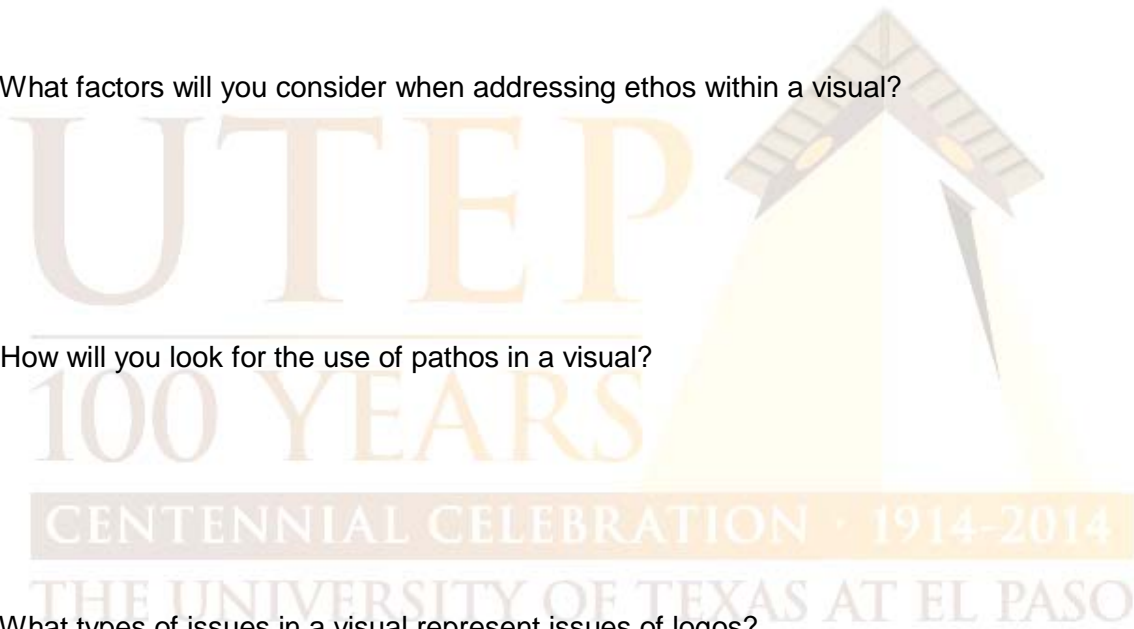 What factors will you consider when addressing ethos within a visual?
UTEP
How will you look for the use of pathos in a visual?
100 YEARS
CENTENNIAL CELEBRATION · 1914-2014
THE UNIVERSITY OF TEXAS AT EL PASO
What types of issues in a visual represent issues of logos?